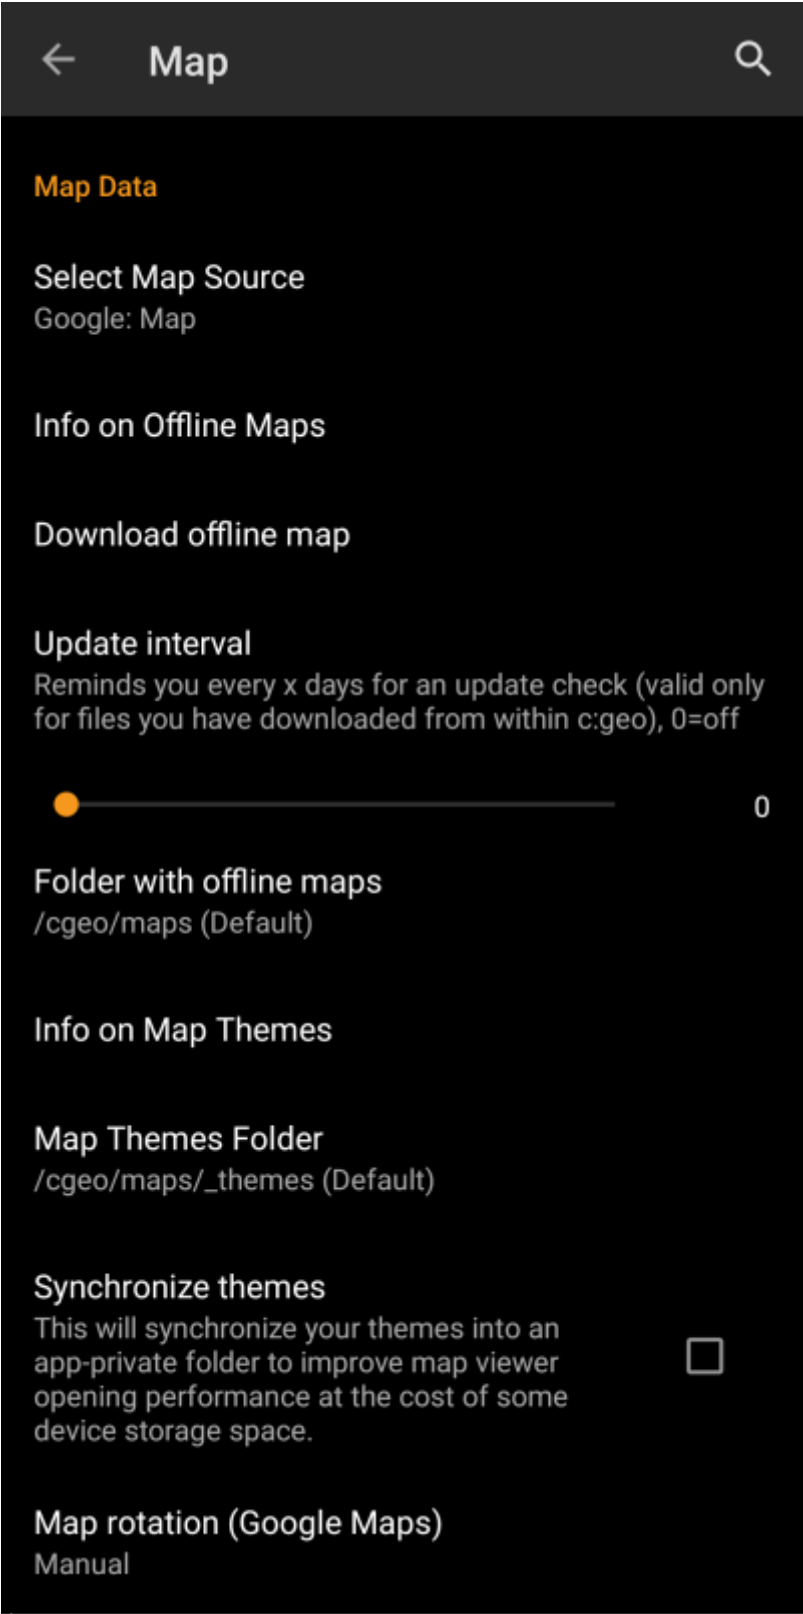 Map
Map Data
Select Map Source
Google: Map
Info on Offline Maps
Download offline map
Update interval
Reminds you every x days for an update check (valid only
for files you have downloaded from within c:geo), 0=off
0
Folder with offline maps
/cgeo/maps (Default)
Info on Map Themes
Map Themes Folder
/cgeo/maps/_themes (Default)
Synchronize themes
This will synchronize your themes into an
app-private folder to improve map viewer
opening performance at the cost of some
device storage space.
Map rotation (Google Maps)
Manual